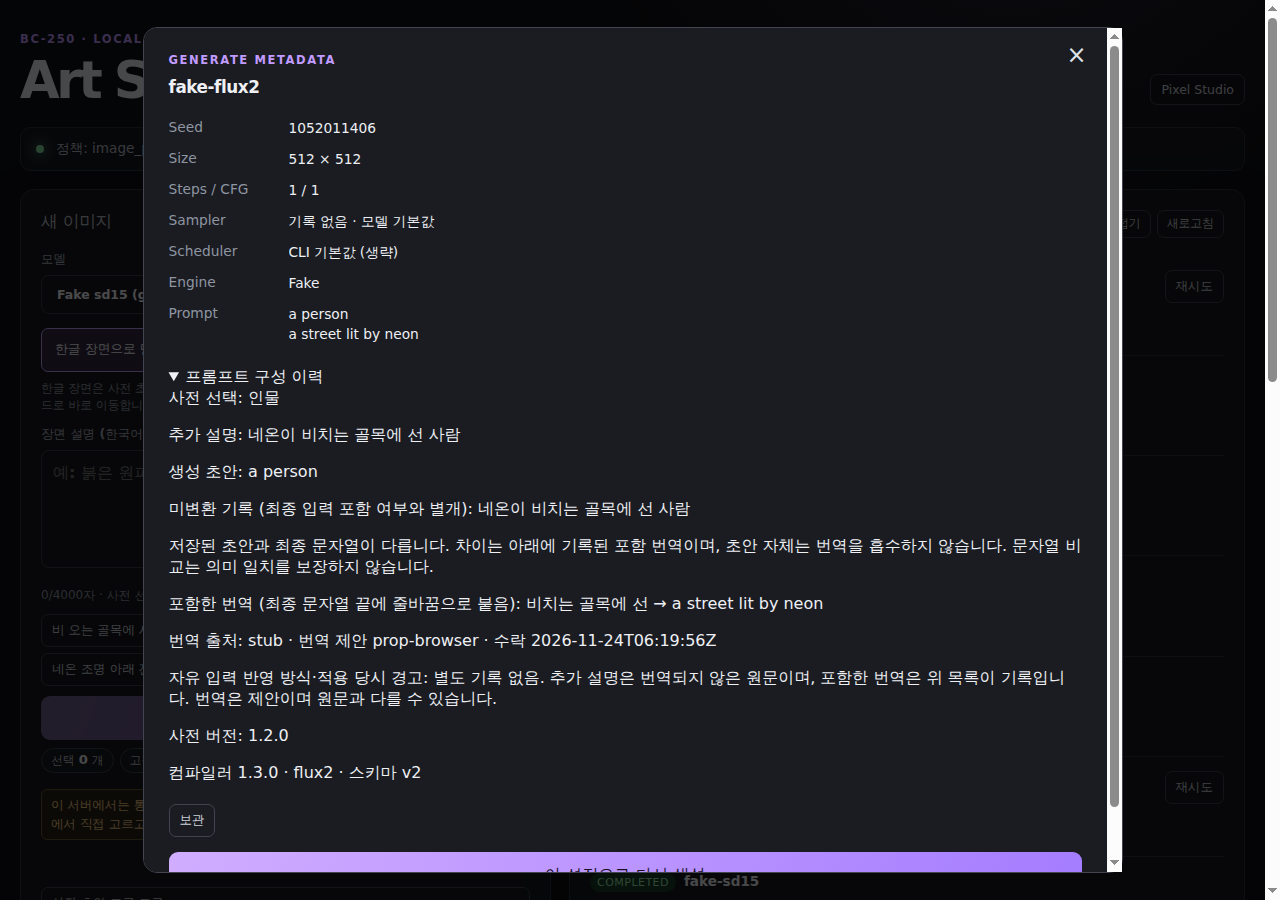 BC-250 · LOCAL
Art S
Pixel Studio
정책:
새 이미지
새로고침
모델
Fake sd15
재시도
한글 장면으로
한글 장면은 사전
드로 바로 이동합니
장면 설명 (한국어
예: 붉은
0/4000자 · 사전
비 오는 골목에
네온 조명 아래
선택 0 개
이 서버에서는
에서 직접 고르고
재시도
GENERATE METADATA
×
fake-flux2
Seed 1052011406
Size 512 × 512
Steps / CFG 1 / 1
Sampler 기록 없음 · 모델 기본값
Scheduler CLI 기본값 (생략)
Engine Fake
Prompt a person
a street lit by neon
▼ 프롬프트 구성 이력
사전 선택: 인물
추가 설명: 네온이 비치는 골목에 선 사람
생성 초안: a person
미변환 기록 (최종 입력 포함 여부와 별개): 네온이 비치는 골목에 선 사람
저장된 초안과 최종 문자열이 다릅니다. 차이는 아래에 기록된 포함 번역이며, 초안 자체는 번역을 흡수하지 않습니다. 문자열 비
교는 의미 일치를 보장하지 않습니다.
포함한 번역 (최종 문자열 끝에 줄바꿈으로 붙음): 비치는 골목에 선 → a street lit by neon
번역 출처: stub · 번역 제안 prop-browser · 수락 2026-11-24T06:19:56Z
자유 입력 반영 방식·적용 당시 경고: 별도 기록 없음. 추가 설명은 번역되지 않은 원문이며, 포함한 번역은 위 목록이 기록입니
다. 번역은 제안이며 원문과 다를 수 있습니다.
사전 버전: 1.2.0
컴파일러 1.3.0 · flux2 · 스키마 v2
보관
COMPLETED fake-sd15